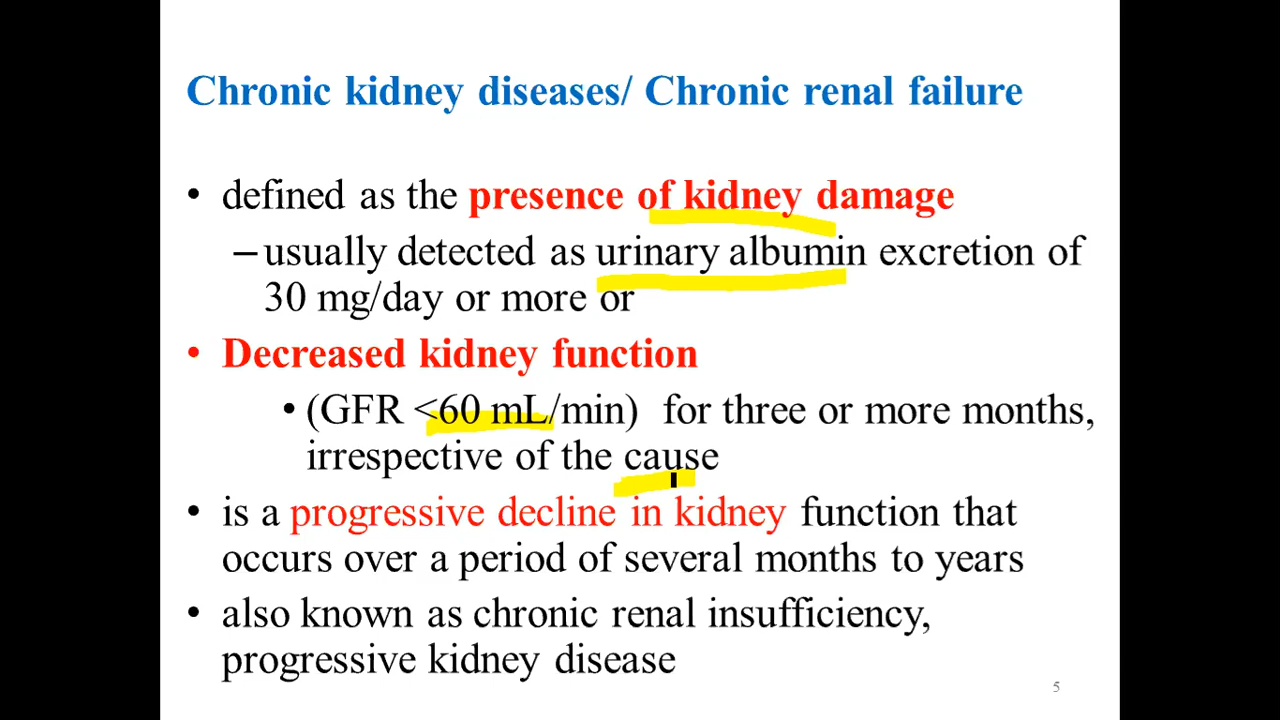 Chronic kidney diseases/ Chronic renal failure
• defined as the presence of kidney damage
–usually detected as urinary albumin excretion of
30 mg/day or more or
• Decreased kidney function
• (GFR <60 mL/min) for three or more months,
irrespective of the cause
• is a progressive decline in kidney function that
occurs over a period of several months to years
• also known as chronic renal insufficiency,
progressive kidney disease
5